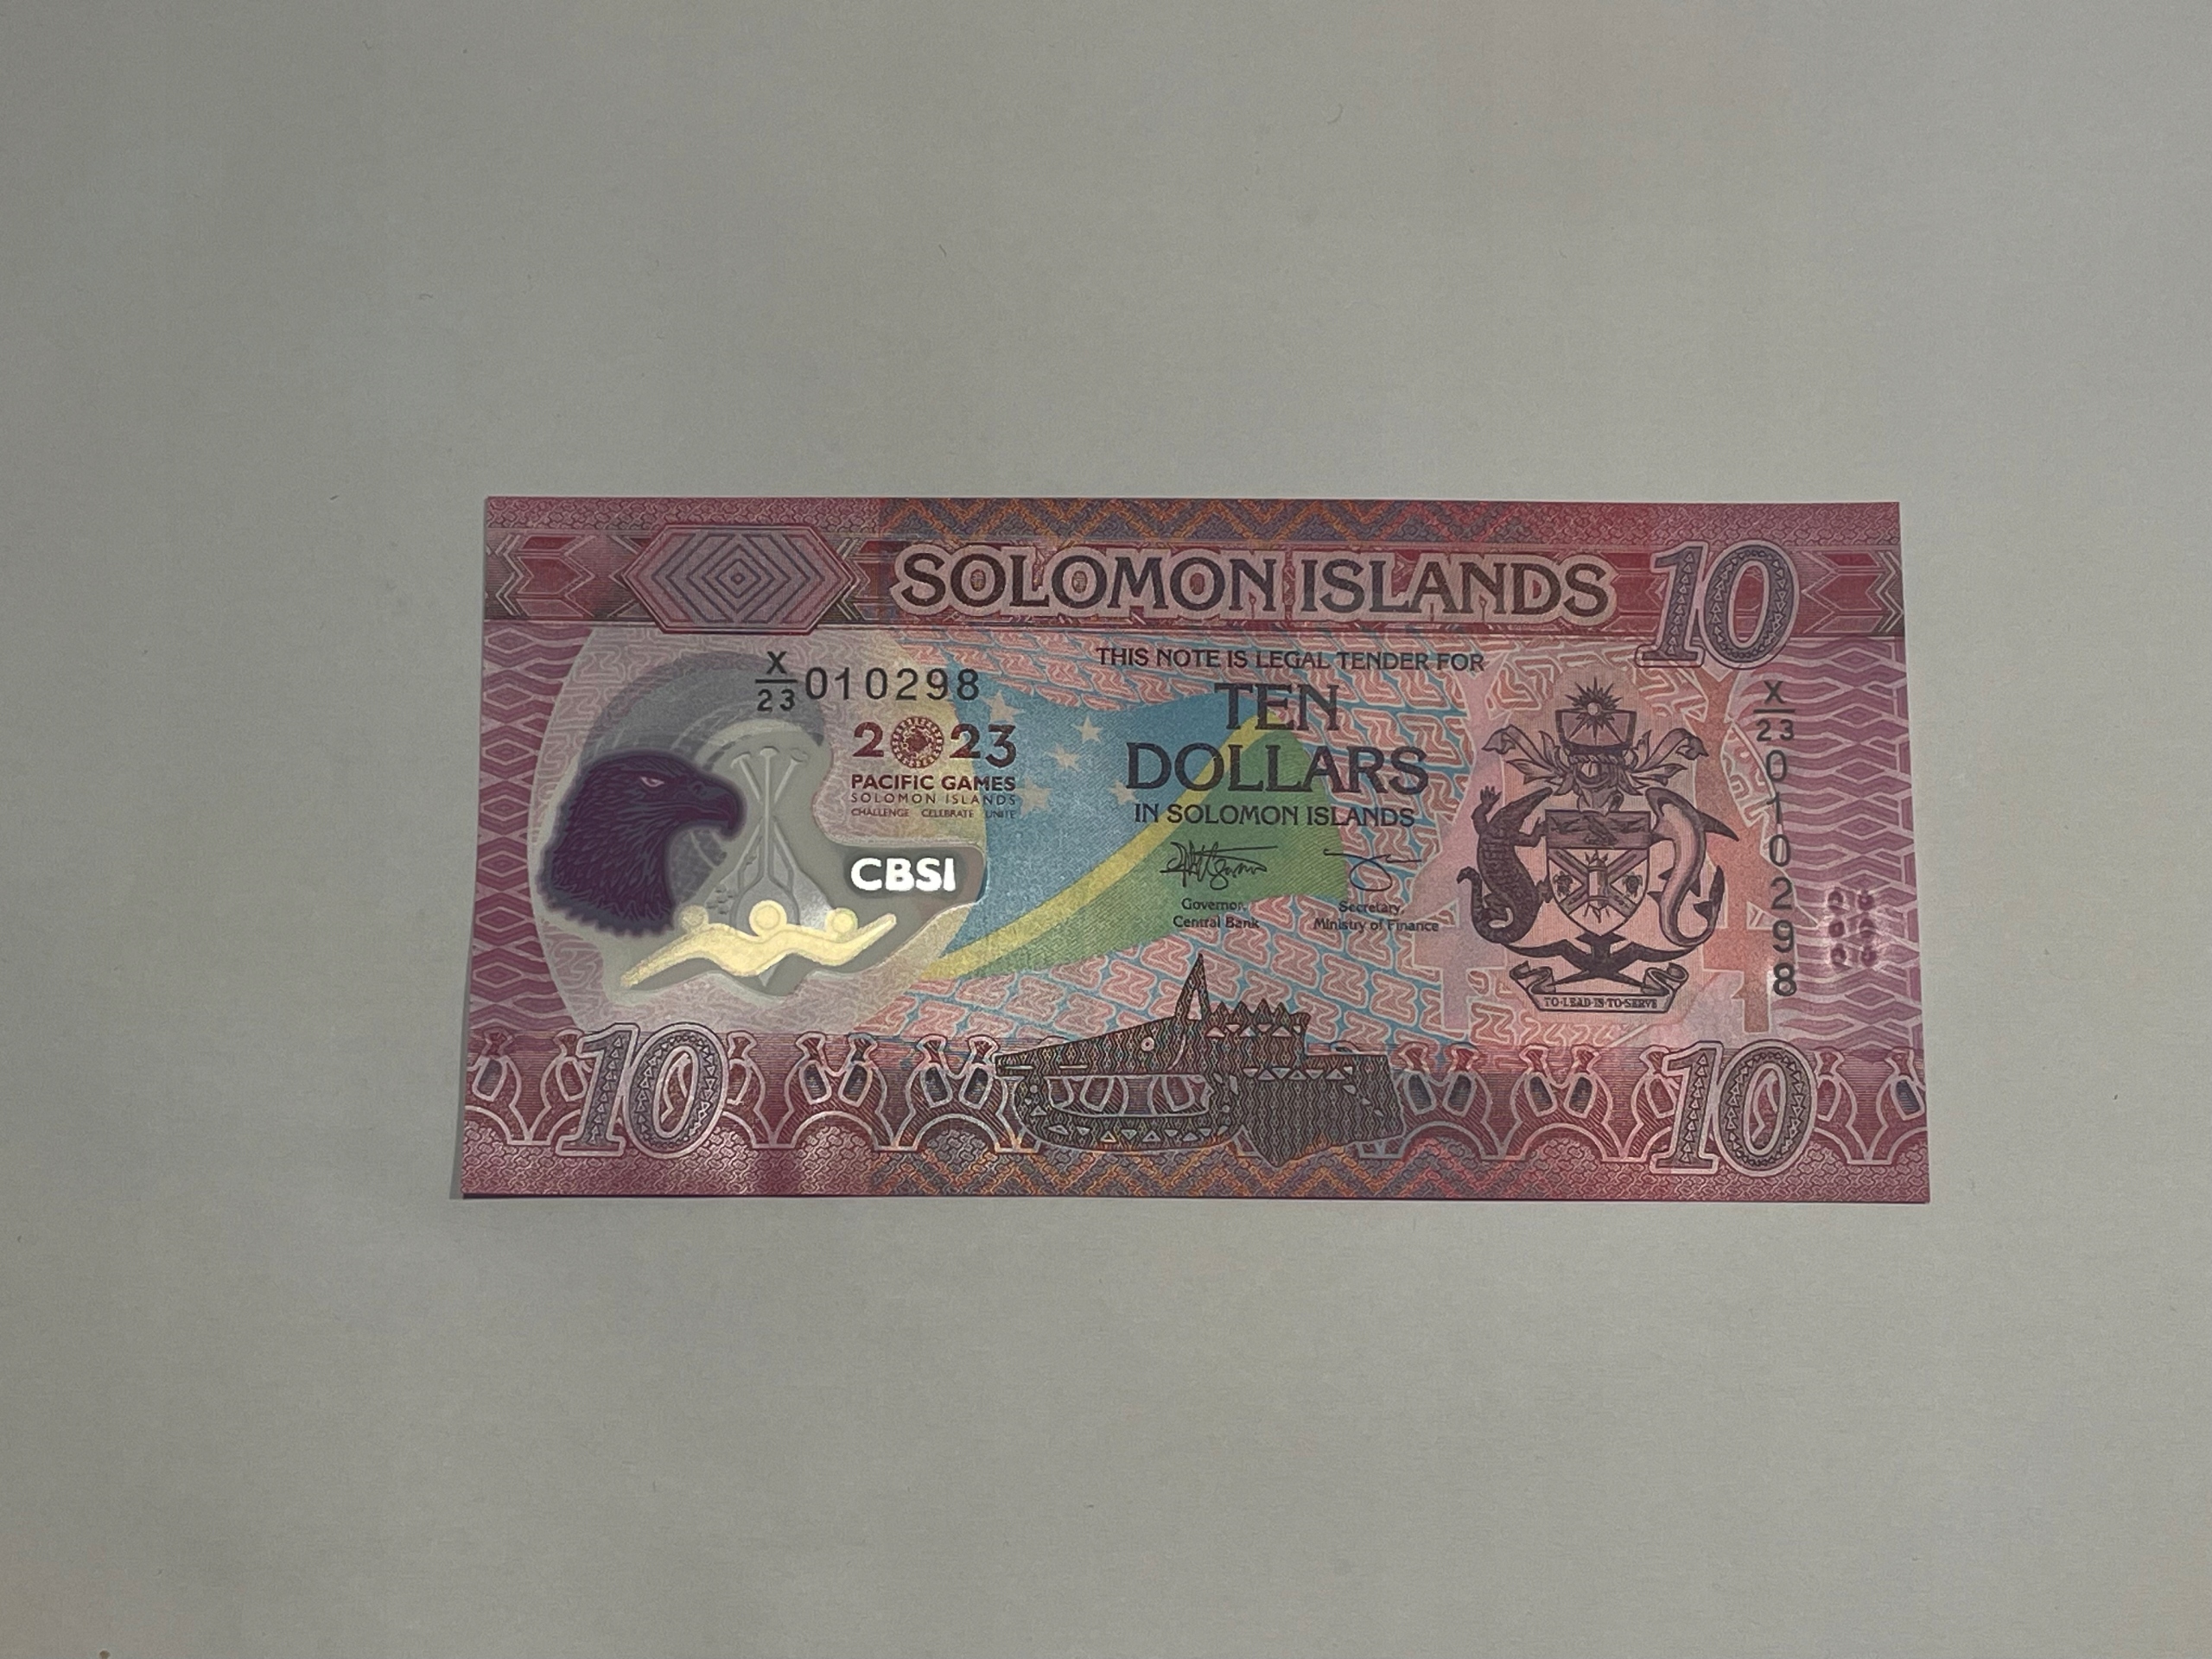 SOLOMON ISLANDS
10
THIS NOTE IS LEGAL TENDER FOR
TEN
DOLLARS
IN SOLOMON ISLANDS
X
23 010298
2023
PACIFIC GAMES
SOLOMON ISLANDS
CHALLENGE CELEBRATE UNITE
CBSI
Governor,
Central Bank
Secretary,
Ministry of Finance
TO LEAD IS TO SERVE
X
23
010298
10
10